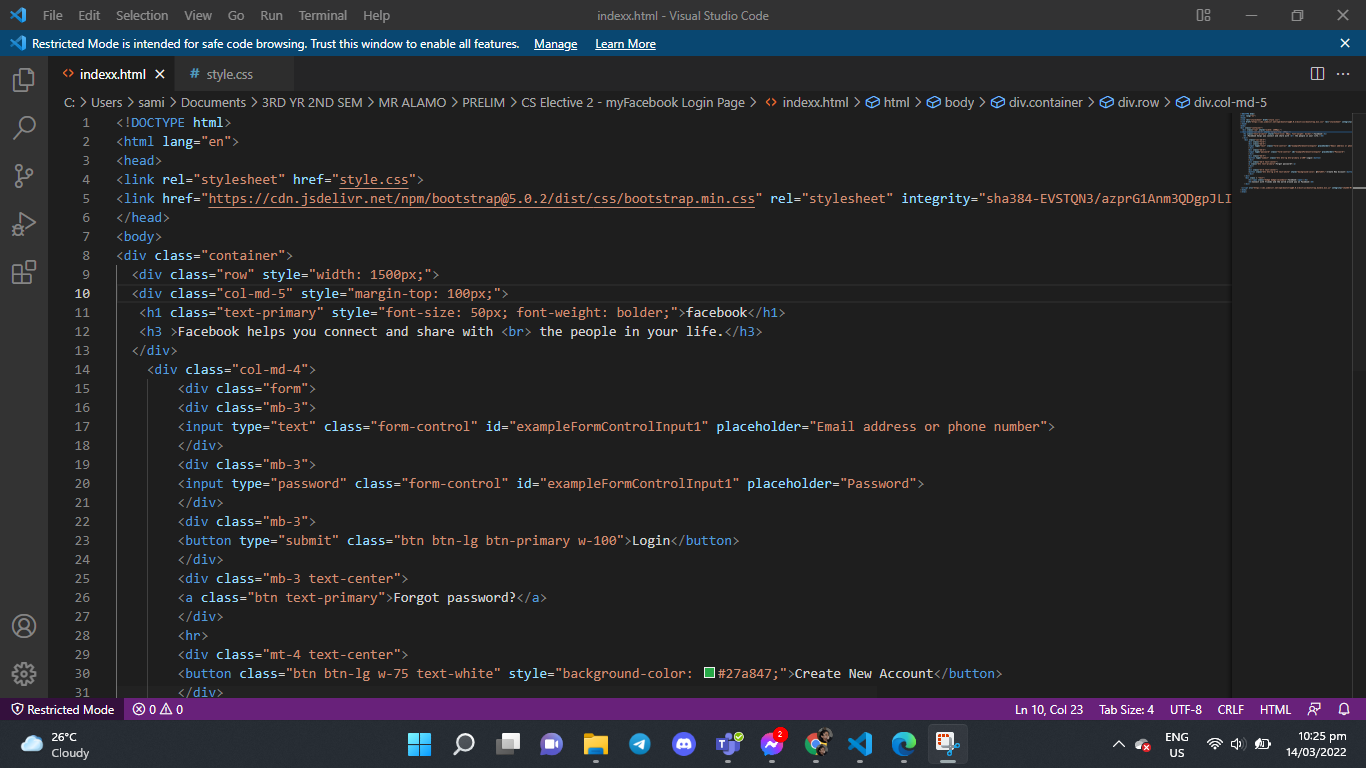 File Edit Selection View Go Run Terminal Help indexx.html - Visual Studio Code
Restricted Mode is intended for safe code browsing. Trust this window to enable all features. Manage Learn More
indexx.html # style.css
C: > Users > sami > Documents > 3RD YR 2ND SEM > MR ALAMO > PRELIM > CS Elective 2 - myFacebook Login Page > <> indexx.html > html > body > div.container > div.row > div.col-md-5
1 <!DOCTYPE html>
2 <html lang="en">
3 <head>
4 <link rel="stylesheet" href="style.css">
5 <link href="https://cdn.jsdelivr.net/npm/bootstrap@5.0.2/dist/css/bootstrap.min.css" rel="stylesheet" integrity="sha384-EVSTQN3/azprG1Anm3QDgpJLI
6 </head>
7 <body>
8 <div class="container">
9 <div class="row" style="width: 1500px;">
10 <div class="col-md-5" style="margin-top: 100px;">
11 <h1 class="text-primary" style="font-size: 50px; font-weight: bolder;">facebook</h1>
12 <h3 >Facebook helps you connect and share with <br> the people in your life.</h3>
13 </div>
14 <div class="col-md-4">
15 <div class="form">
16 <div class="mb-3">
17 <input type="text" class="form-control" id="exampleFormControlInput1" placeholder="Email address or phone number">
18 </div>
19 <div class="mb-3">
20 <input type="password" class="form-control" id="exampleFormControlInput1" placeholder="Password">
21 </div>
22 <div class="mb-3">
23 <button type="submit" class="btn btn-lg btn-primary w-100">Login</button>
24 </div>
25 <div class="mb-3 text-center">
26 <a class="btn text-primary">Forgot password?</a>
27 </div>
28 <hr>
29 <div class="mt-4 text-center">
30 <button class="btn btn-lg w-75 text-white" style="background-color: #27a847;">Create New Account</button>
31 </div>
Restricted Mode 0 0 Ln 10, Col 23 Tab Size: 4 UTF-8 CRLF HTML
26°C
Cloudy
2
ENG
US
10:25 pm
14/03/2022